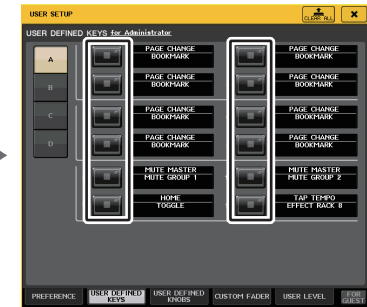 USER SETUP
CLEAR ALL
USER DEFINED KEYS for Administrator
A
PAGE CHANGE
BOOKMARK
PAGE CHANGE
BOOKMARK
B
PAGE CHANGE
BOOKMARK
PAGE CHANGE
BOOKMARK
C
PAGE CHANGE
BOOKMARK
PAGE CHANGE
BOOKMARK
D
PAGE CHANGE
BOOKMARK
PAGE CHANGE
BOOKMARK
MUTE MASTER
MUTE GROUP 1
MUTE MASTER
MUTE GROUP 2
HOME
TOGGLE
TAP TEMPO
EFFECT RACK 8
PREFERENCE
USER DEFINED
KEYS
USER DEFINED
KNOBS
CUSTOM FADER
USER LEVEL
FOR
GUEST